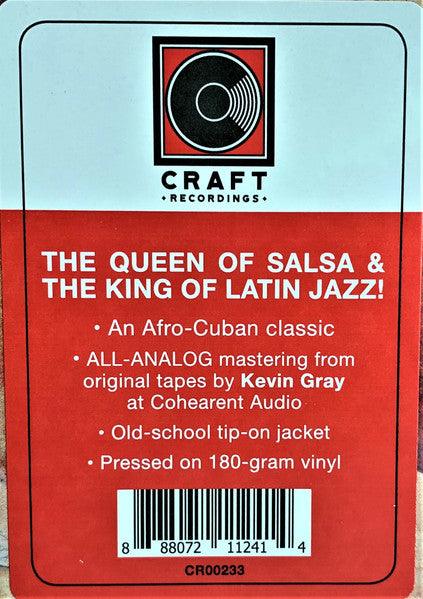 CRAFT
• RECORDINGS •
THE QUEEN OF SALSA &
THE KING OF LATIN JAZZ!
• An Afro-Cuban classic
• ALL-ANALOG mastering from
original tapes by Kevin Gray
at Cohearent Audio
• Old-school tip-on jacket
• Pressed on 180-gram vinyl
8 88072 11241 4
CR00233